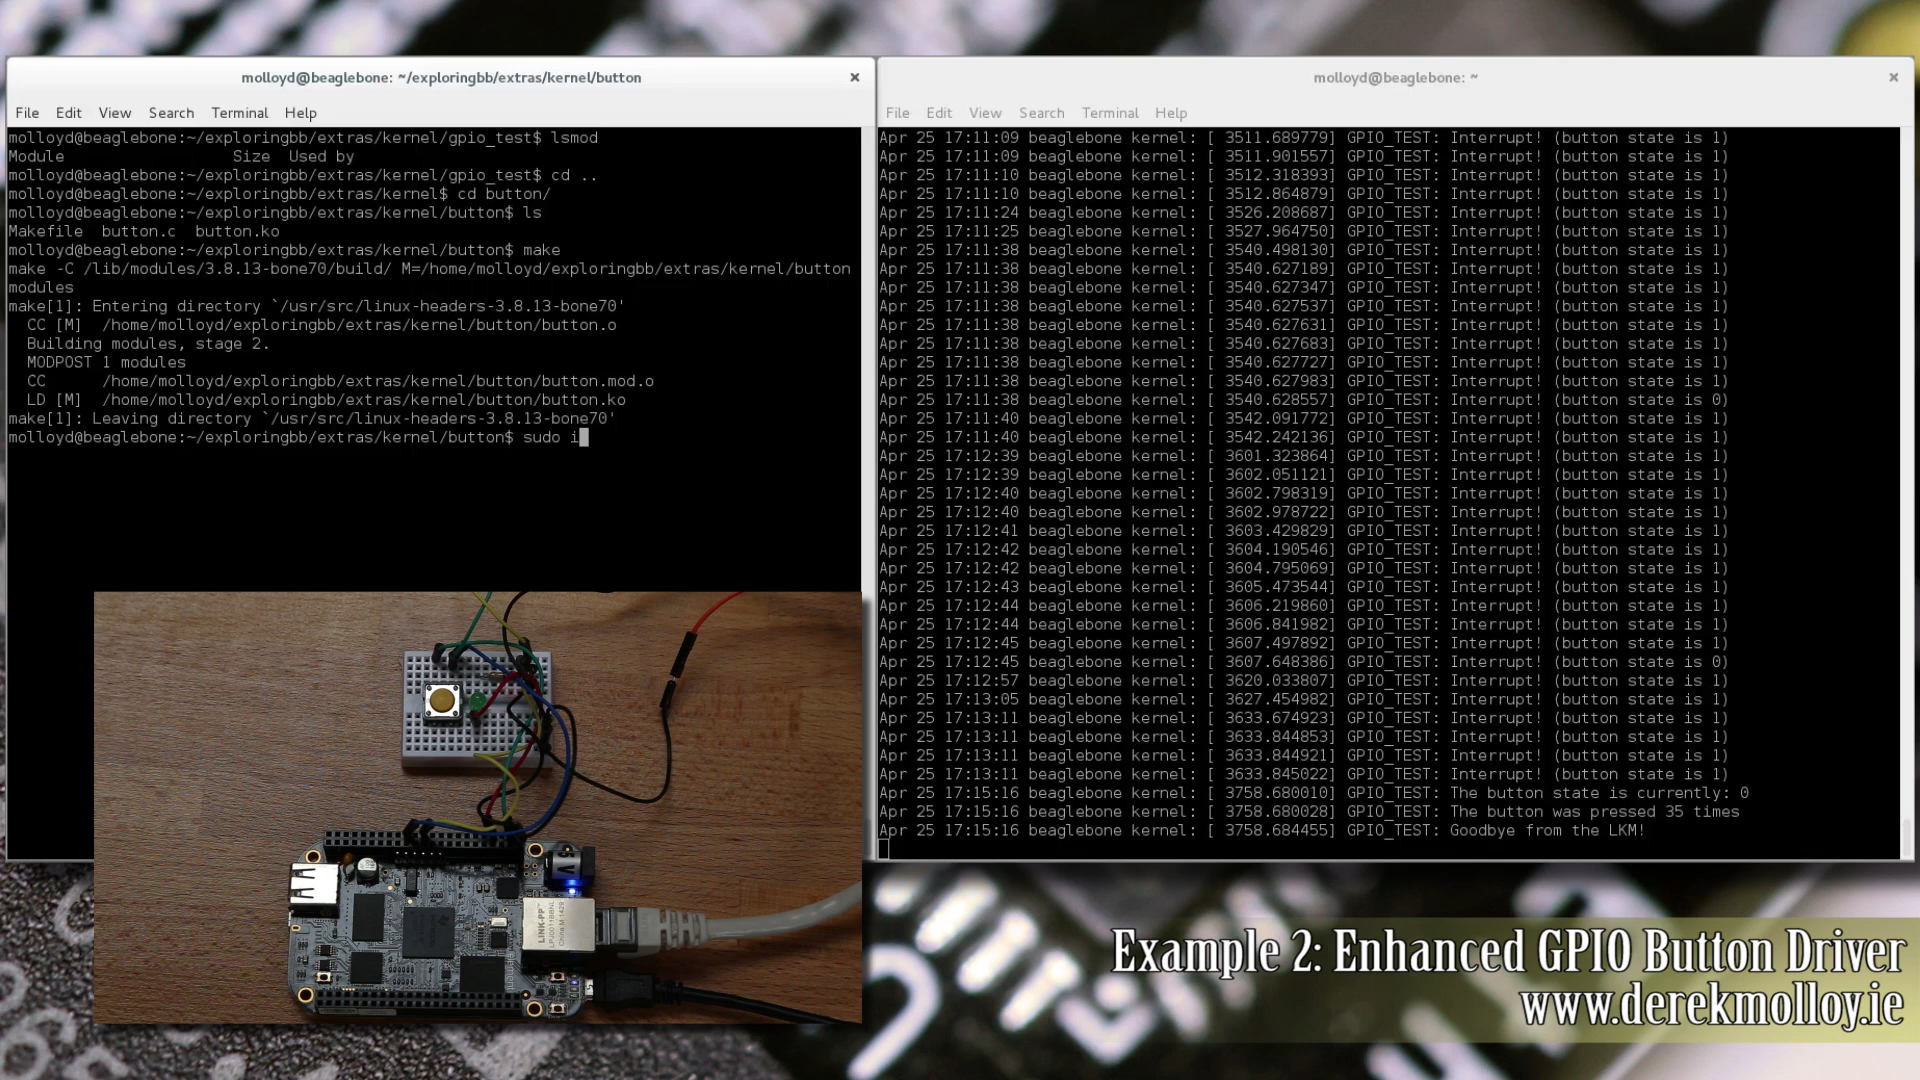 molloyd@beaglebone: ~/exploringbb/extras/kernel/button
File Edit View Search Terminal Help
molloyd@beaglebone:~/exploringbb/extras/kernel/gpio_test$ lsmod
Module Size Used by
molloyd@beaglebone:~/exploringbb/extras/kernel/gpio_test$ cd ..
molloyd@beaglebone:~/exploringbb/extras/kernel$ cd button/
molloyd@beaglebone:~/exploringbb/extras/kernel/button$ ls
Makefile button.c button.ko
molloyd@beaglebone:~/exploringbb/extras/kernel/button$ make
make -C /lib/modules/3.8.13-bone70/build/ M=/home/molloyd/exploringbb/extras/kernel/button
modules
make[1]: Entering directory `/usr/src/linux-headers-3.8.13-bone70'
CC [M] /home/molloyd/exploringbb/extras/kernel/button/button.o
Building modules, stage 2.
MODPOST 1 modules
CC /home/molloyd/exploringbb/extras/kernel/button/button.mod.o
LD [M] /home/molloyd/exploringbb/extras/kernel/button/button.ko
make[1]: Leaving directory `/usr/src/linux-headers-3.8.13-bone70'
molloyd@beaglebone:~/exploringbb/extras/kernel/button$ sudo i
molloyd@beaglebone: ~
File Edit View Search Terminal Help
Apr 25 17:11:09 beaglebone kernel: [ 3511.689779] GPIO_TEST: Interrupt! (button state is 1)
Apr 25 17:11:09 beaglebone kernel: [ 3511.901557] GPIO_TEST: Interrupt! (button state is 1)
Apr 25 17:11:10 beaglebone kernel: [ 3512.318393] GPIO_TEST: Interrupt! (button state is 1)
Apr 25 17:11:10 beaglebone kernel: [ 3512.864879] GPIO_TEST: Interrupt! (button state is 1)
Apr 25 17:11:24 beaglebone kernel: [ 3526.208687] GPIO_TEST: Interrupt! (button state is 1)
Apr 25 17:11:25 beaglebone kernel: [ 3527.964750] GPIO_TEST: Interrupt! (button state is 1)
Apr 25 17:11:38 beaglebone kernel: [ 3540.498130] GPIO_TEST: Interrupt! (button state is 1)
Apr 25 17:11:38 beaglebone kernel: [ 3540.627189] GPIO_TEST: Interrupt! (button state is 1)
Apr 25 17:11:38 beaglebone kernel: [ 3540.627347] GPIO_TEST: Interrupt! (button state is 1)
Apr 25 17:11:38 beaglebone kernel: [ 3540.627537] GPIO_TEST: Interrupt! (button state is 1)
Apr 25 17:11:38 beaglebone kernel: [ 3540.627631] GPIO_TEST: Interrupt! (button state is 1)
Apr 25 17:11:38 beaglebone kernel: [ 3540.627683] GPIO_TEST: Interrupt! (button state is 1)
Apr 25 17:11:38 beaglebone kernel: [ 3540.627727] GPIO_TEST: Interrupt! (button state is 1)
Apr 25 17:11:38 beaglebone kernel: [ 3540.627983] GPIO_TEST: Interrupt! (button state is 1)
Apr 25 17:11:38 beaglebone kernel: [ 3540.628557] GPIO_TEST: Interrupt! (button state is 0)
Apr 25 17:11:40 beaglebone kernel: [ 3542.091772] GPIO_TEST: Interrupt! (button state is 1)
Apr 25 17:11:40 beaglebone kernel: [ 3542.242136] GPIO_TEST: Interrupt! (button state is 1)
Apr 25 17:12:39 beaglebone kernel: [ 3601.323864] GPIO_TEST: Interrupt! (button state is 1)
Apr 25 17:12:39 beaglebone kernel: [ 3602.051121] GPIO_TEST: Interrupt! (button state is 1)
Apr 25 17:12:40 beaglebone kernel: [ 3602.798319] GPIO_TEST: Interrupt! (button state is 1)
Apr 25 17:12:40 beaglebone kernel: [ 3602.978722] GPIO_TEST: Interrupt! (button state is 1)
Apr 25 17:12:41 beaglebone kernel: [ 3603.429829] GPIO_TEST: Interrupt! (button state is 1)
Apr 25 17:12:42 beaglebone kernel: [ 3604.190546] GPIO_TEST: Interrupt! (button state is 1)
Apr 25 17:12:42 beaglebone kernel: [ 3604.795069] GPIO_TEST: Interrupt! (button state is 1)
Apr 25 17:12:43 beaglebone kernel: [ 3605.473544] GPIO_TEST: Interrupt! (button state is 1)
Apr 25 17:12:44 beaglebone kernel: [ 3606.219860] GPIO_TEST: Interrupt! (button state is 1)
Apr 25 17:12:44 beaglebone kernel: [ 3606.841982] GPIO_TEST: Interrupt! (button state is 1)
Apr 25 17:12:45 beaglebone kernel: [ 3607.497892] GPIO_TEST: Interrupt! (button state is 1)
Apr 25 17:12:45 beaglebone kernel: [ 3607.648386] GPIO_TEST: Interrupt! (button state is 0)
Apr 25 17:12:57 beaglebone kernel: [ 3620.033807] GPIO_TEST: Interrupt! (button state is 1)
Apr 25 17:13:05 beaglebone kernel: [ 3627.454982] GPIO_TEST: Interrupt! (button state is 1)
Apr 25 17:13:11 beaglebone kernel: [ 3633.674923] GPIO_TEST: Interrupt! (button state is 1)
Apr 25 17:13:11 beaglebone kernel: [ 3633.844853] GPIO_TEST: Interrupt! (button state is 1)
Apr 25 17:13:11 beaglebone kernel: [ 3633.844921] GPIO_TEST: Interrupt! (button state is 1)
Apr 25 17:13:11 beaglebone kernel: [ 3633.845022] GPIO_TEST: Interrupt! (button state is 1)
Apr 25 17:15:16 beaglebone kernel: [ 3758.680010] GPIO_TEST: The button state is currently: 0
Apr 25 17:15:16 beaglebone kernel: [ 3758.680028] GPIO_TEST: The button was pressed 35 times
Apr 25 17:15:16 beaglebone kernel: [ 3758.684455] GPIO_TEST: Goodbye from the LKM!
LINK-PP
Example 2: Enhanced GPIO Button Driver
www.derekmolloy.ie